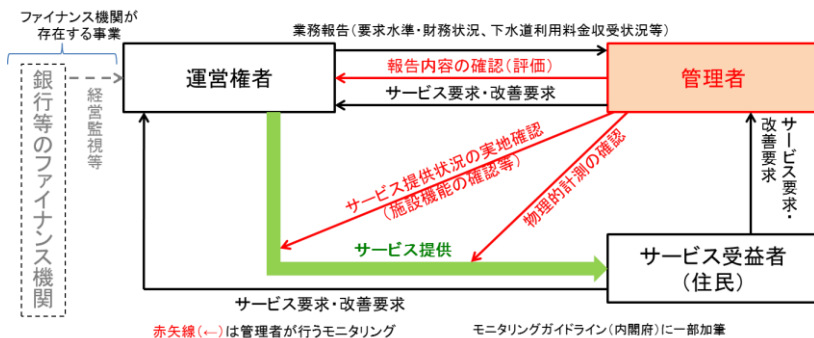 ファイナンス機関が
存在する事業
銀行等のファイナンス機関
経営監視等
運営権者
業務報告(要求水準・財務状況、下水道利用料金収受状況等)
報告内容の確認(評価)
サービス要求・改善要求
管理者
サービス提供状況の実地確認
(施設機能の確認等)
物理的計測の確認
サービス要求・
改善要求
サービス提供
サービス受益者
(住民)
サービス要求・改善要求
赤矢線(←)は管理者が行うモニタリング
モニタリングガイドライン(内閣府)に一部加筆